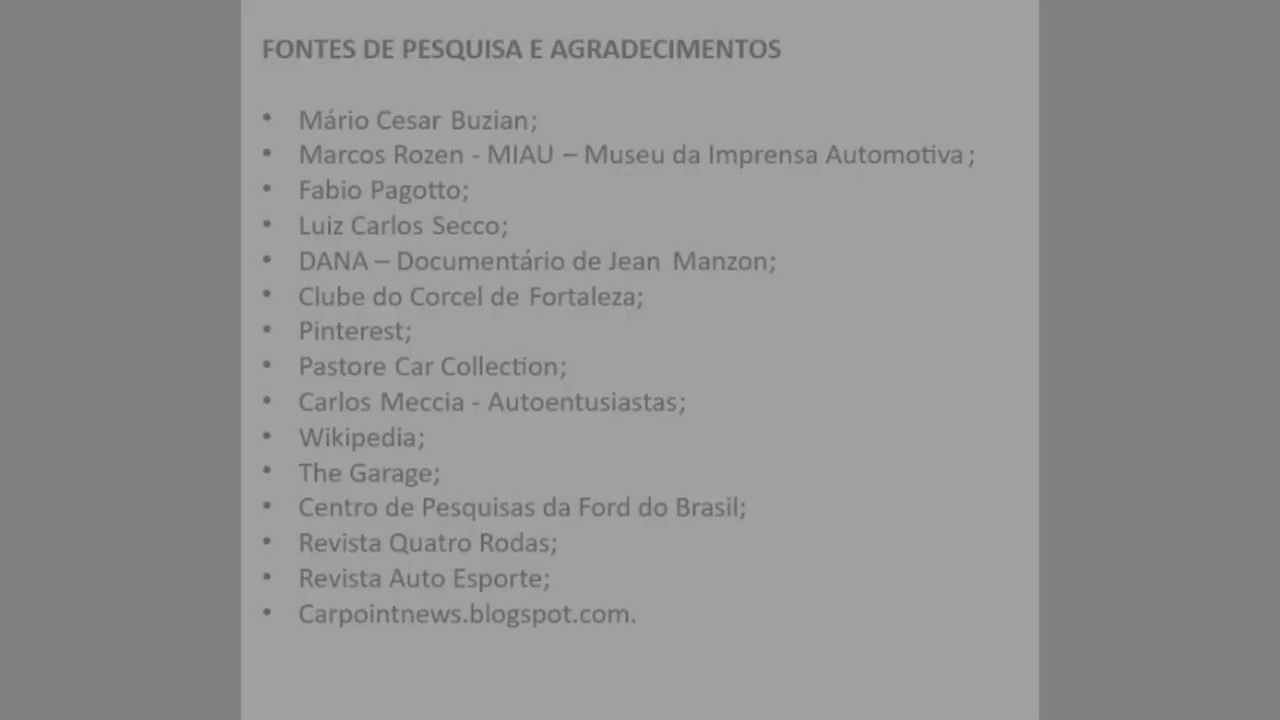 FONTES DE PESQUISA E AGRADECIMENTOS
• Mário Cesar Buzian;
• Marcos Rozen - MIAU – Museu da Imprensa Automotiva;
• Fabio Pagotto;
• Luiz Carlos Secco;
• DANA – Documentário de Jean Manzon;
• Clube do Corcel de Fortaleza;
• Pinterest;
• Pastore Car Collection;
• Carlos Meccia - Autoentusiastas;
• Wikipedia;
• The Garage;
• Centro de Pesquisas da Ford do Brasil;
• Revista Quatro Rodas;
• Revista Auto Esporte;
• Carpointnews.blogspot.com.